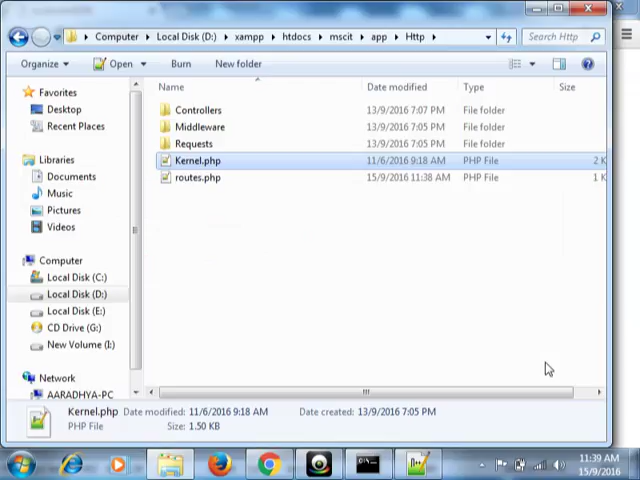 Computer ▸ Local Disk (D:) ▸ xampp ▸ htdocs ▸ mscit ▸ app ▸ Http ▸
Search Http
Organize ▾ Open ▾ Burn New folder
Name Date modified Type Size
Favorites
Desktop
Recent Places
Libraries
Documents
Music
Pictures
Videos
Computer
Local Disk (C:)
Local Disk (D:)
Local Disk (E:)
CD Drive (G:)
New Volume (I:)
Network
AARADHYA-PC
Controllers 13/9/2016 7:07 PM File folder
Middleware 13/9/2016 7:05 PM File folder
Requests 13/9/2016 7:05 PM File folder
Kernel.php 11/6/2016 9:18 AM PHP File 2 K
routes.php 15/9/2016 11:38 AM PHP File 1 K
Kernel.php Date modified: 11/6/2016 9:18 AM Date created: 13/9/2016 7:05 PM
PHP File Size: 1.50 KB
11:39 AM
15/9/2016